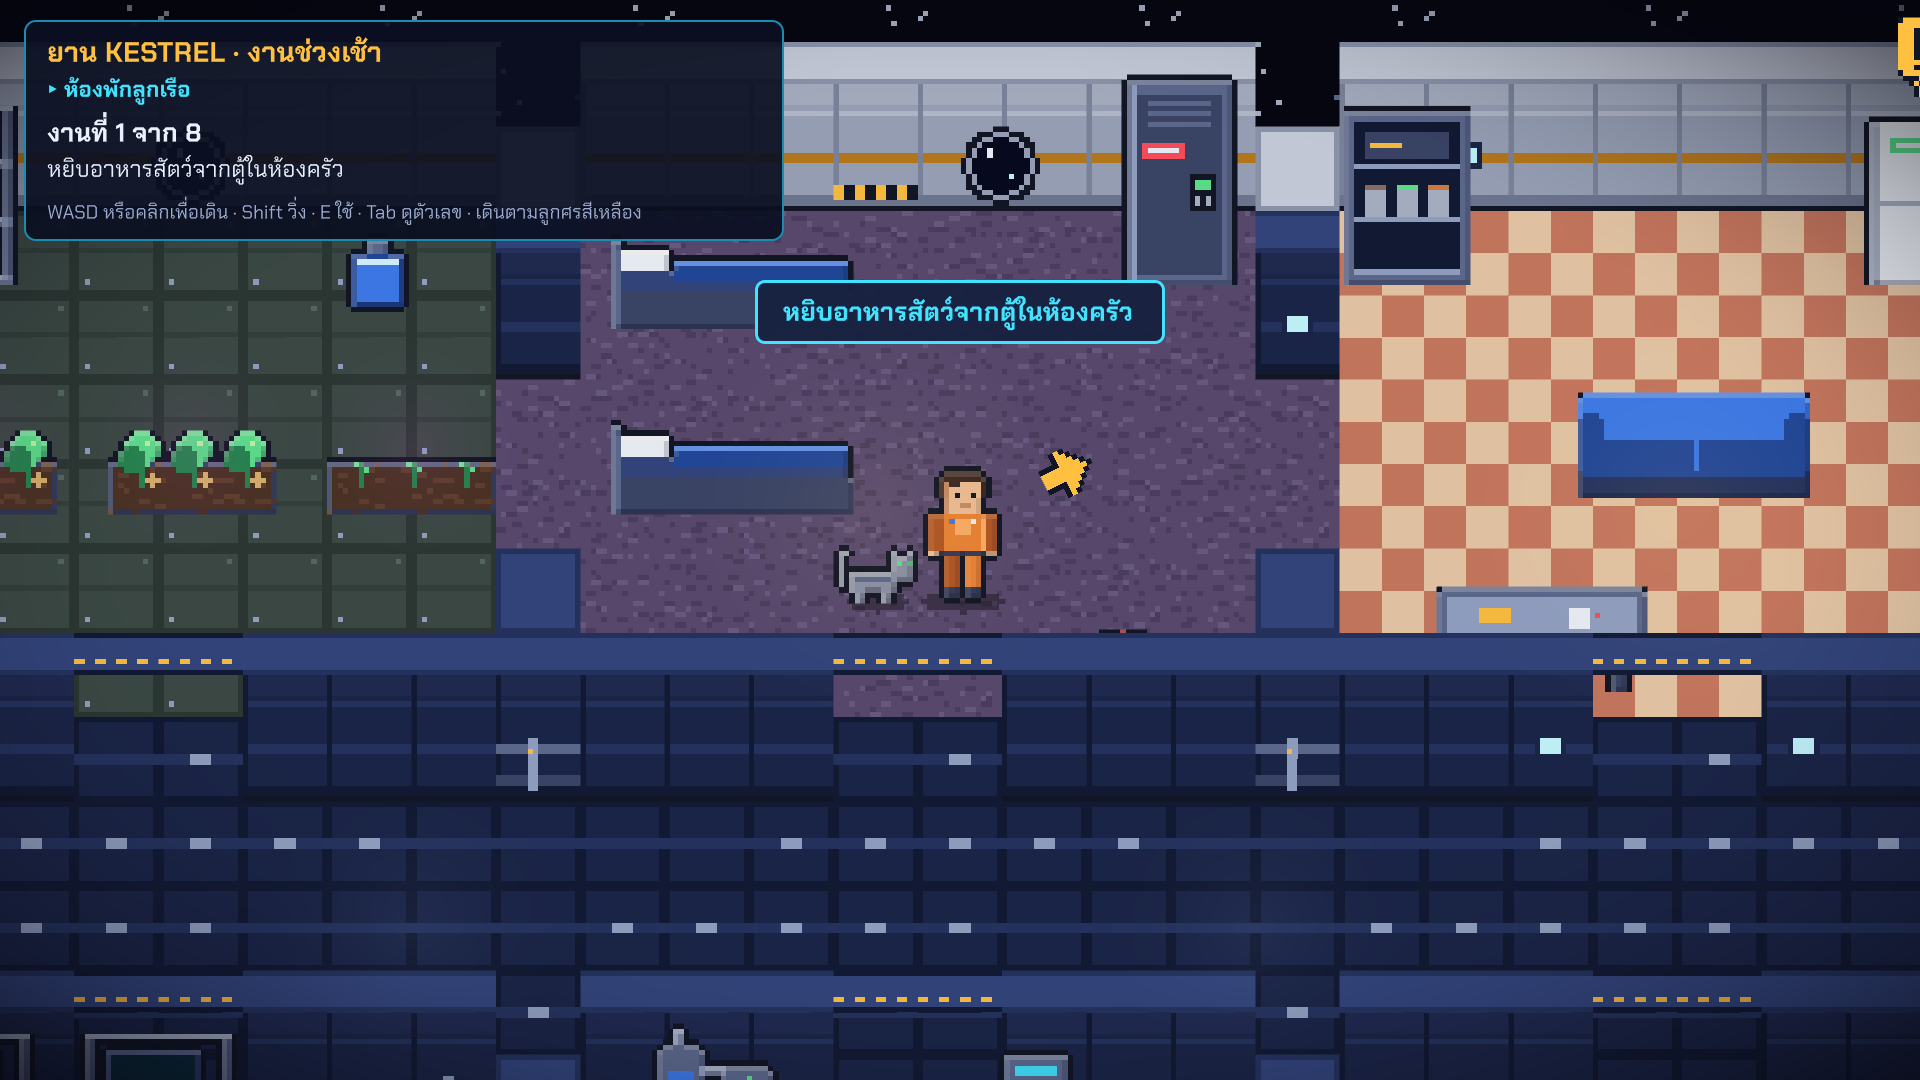 ยาน KESTREL · งานช่วงเช้า
▸ ห้องพักลูกเรือ
งานที่ 1 จาก 8
หยิบอาหารสัตว์จากตู้ในห้องครัว
WASD หรือคลิกเพื่อเดิน · Shift วิ่ง · E ใช้ · Tab ดูตัวเลข · เดินตามลูกศรสีเหลือง
หยิบอาหารสัตว์จากตู้ในห้องครัว